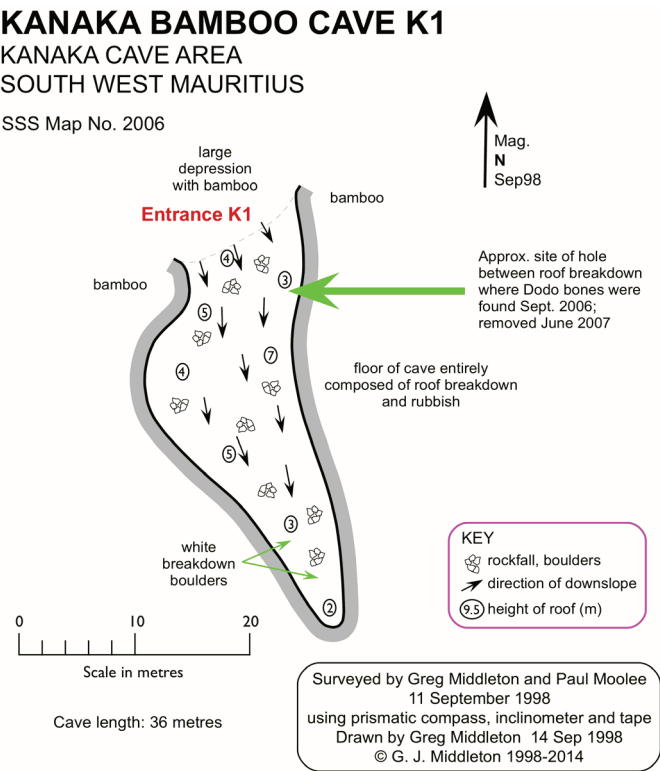 KANAKA BAMBOO CAVE K1
KANAKA CAVE AREA
SOUTH WEST MAURITIUS
SSS Map No. 2006
Mag.
N
Sep98
large
depression
with bamboo
bamboo
Entrance K1
bamboo
4
3
5
7
4
5
3
2
Approx. site of hole
between roof breakdown
where Dodo bones were
found Sept. 2006;
removed June 2007
floor of cave entirely
composed of roof breakdown
and rubbish
white
breakdown
boulders
KEY
rockfall, boulders
direction of downslope
9.5 height of roof (m)
0 10 20
Scale in metres
Cave length: 36 metres
Surveyed by Greg Middleton and Paul Moolee
11 September 1998
using prismatic compass, inclinometer and tape
Drawn by Greg Middleton 14 Sep 1998
© G. J. Middleton 1998-2014